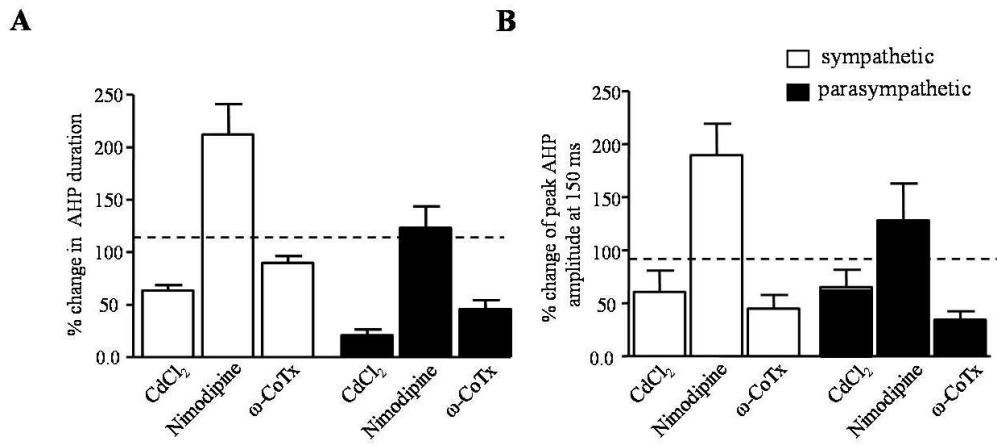 A
B
sympathetic
parasympathetic
% change in AHP duration
250
200
150
100
50
0.0
CdCl₂
Nimodipine
ω-CoTx
CdCl₂
Nimodipine
ω-CoTx
% change of peak AHP
amplitude at 150 ms
250
200
150
100
50
0.0
CdCl₂
Nimodipine
ω-CoTx
CdCl₂
Nimodipine
ω-CoTx